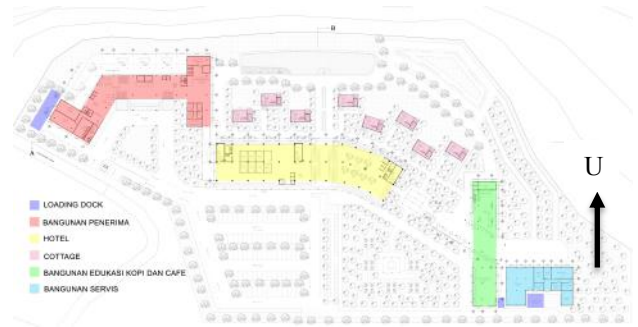 B
A
U
LOADING DOCK
BANGUNAN PENERIMA
HOTEL
COTTAGE
BANGUNAN EDUKASI KOPI DAN CAFE
BANGUNAN SERVIS